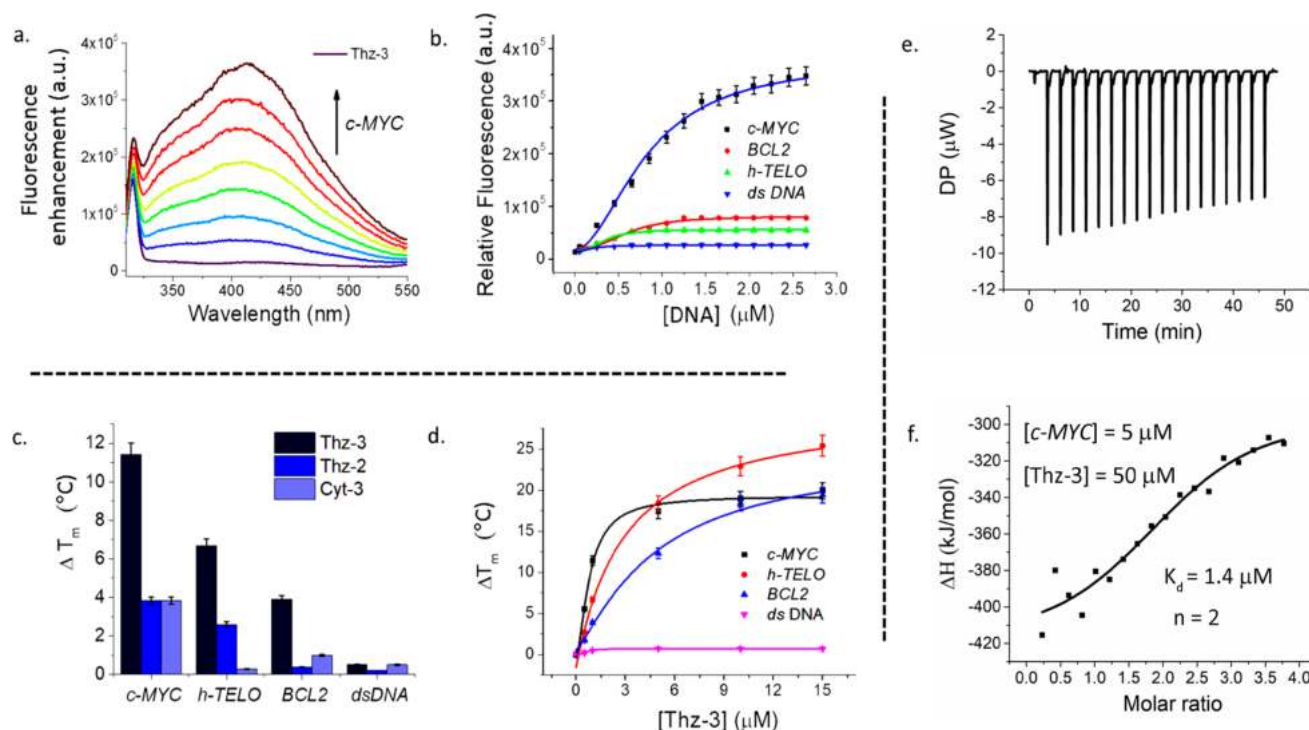 a.
Fluorescence
enhancement (a.u.)
4x10⁵
3x10⁵
2x10⁵
1x10⁵
0
Thz-3
c-MYC
350 400 450 500 550
Wavelength (nm)
b.
Relative Fluorescence (a.u.)
4x10⁵
3x10⁵
2x10⁵
1x10⁵
0
c-MYC
BCL2
h-TELO
ds DNA
0.0 0.5 1.0 1.5 2.0 2.5 3.0
[DNA] (μM)
e.
DP (μW)
2
0
-2
-4
-6
-8
-10
-12
0 10 20 30 40 50
Time (min)
c.
Δ Tₘ (°C)
12
10
8
6
4
2
0
Thz-3
Thz-2
Cyt-3
c-MYC h-TELO BCL2 dsDNA
d.
ΔTₘ (°C)
25
20
15
10
5
0
c-MYC
h-TELO
BCL2
ds DNA
0 3 6 9 12 15
[Thz-3] (μM)
f.
ΔH (kJ/mol)
-300
-320
-340
-360
-380
-400
-420
[c-MYC] = 5 μM
[Thz-3] = 50 μM
K_d = 1.4 μM
n = 2
0.0 0.5 1.0 1.5 2.0 2.5 3.0 3.5 4.0
Molar ratio